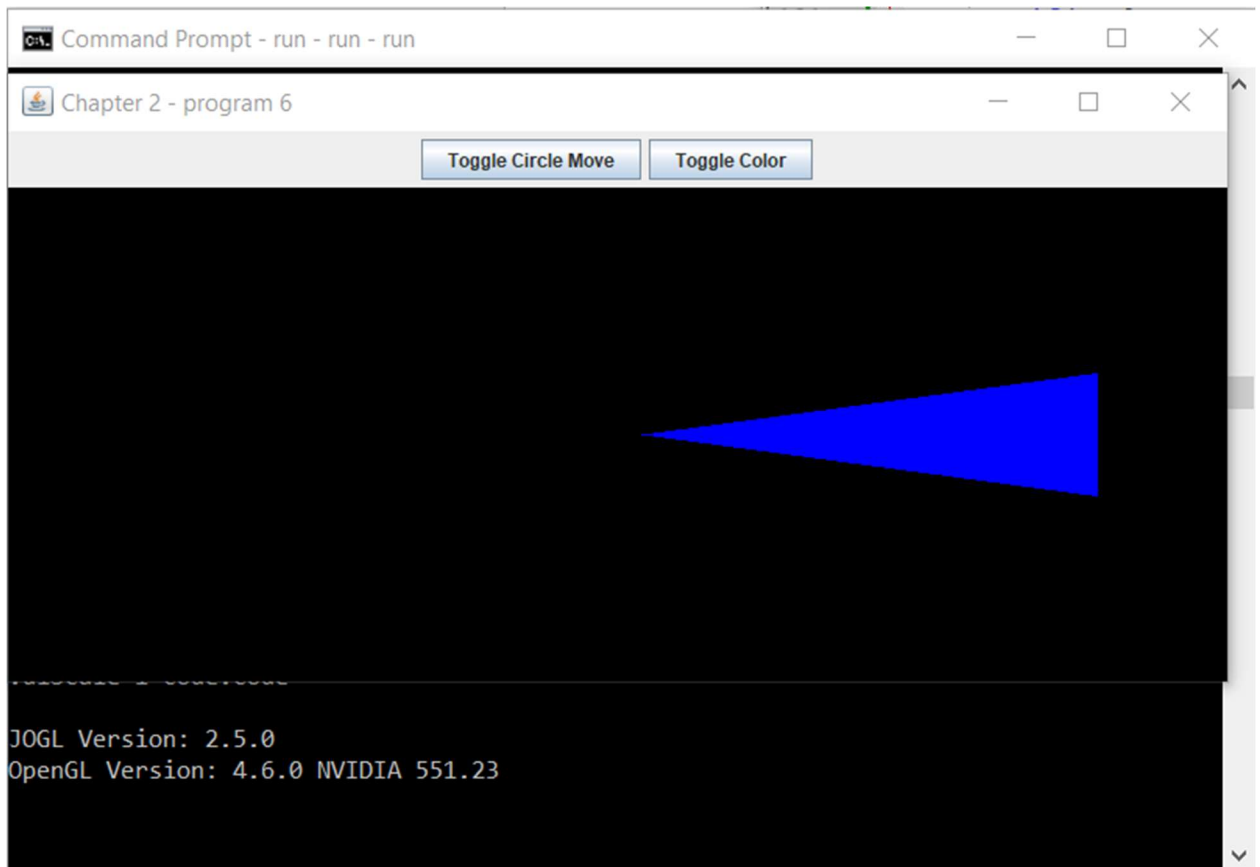 Command Prompt - run - run - run
Chapter 2 - program 6
Toggle Circle Move Toggle Color
JOGL Version: 2.5.0
OpenGL Version: 4.6.0 NVIDIA 551.23